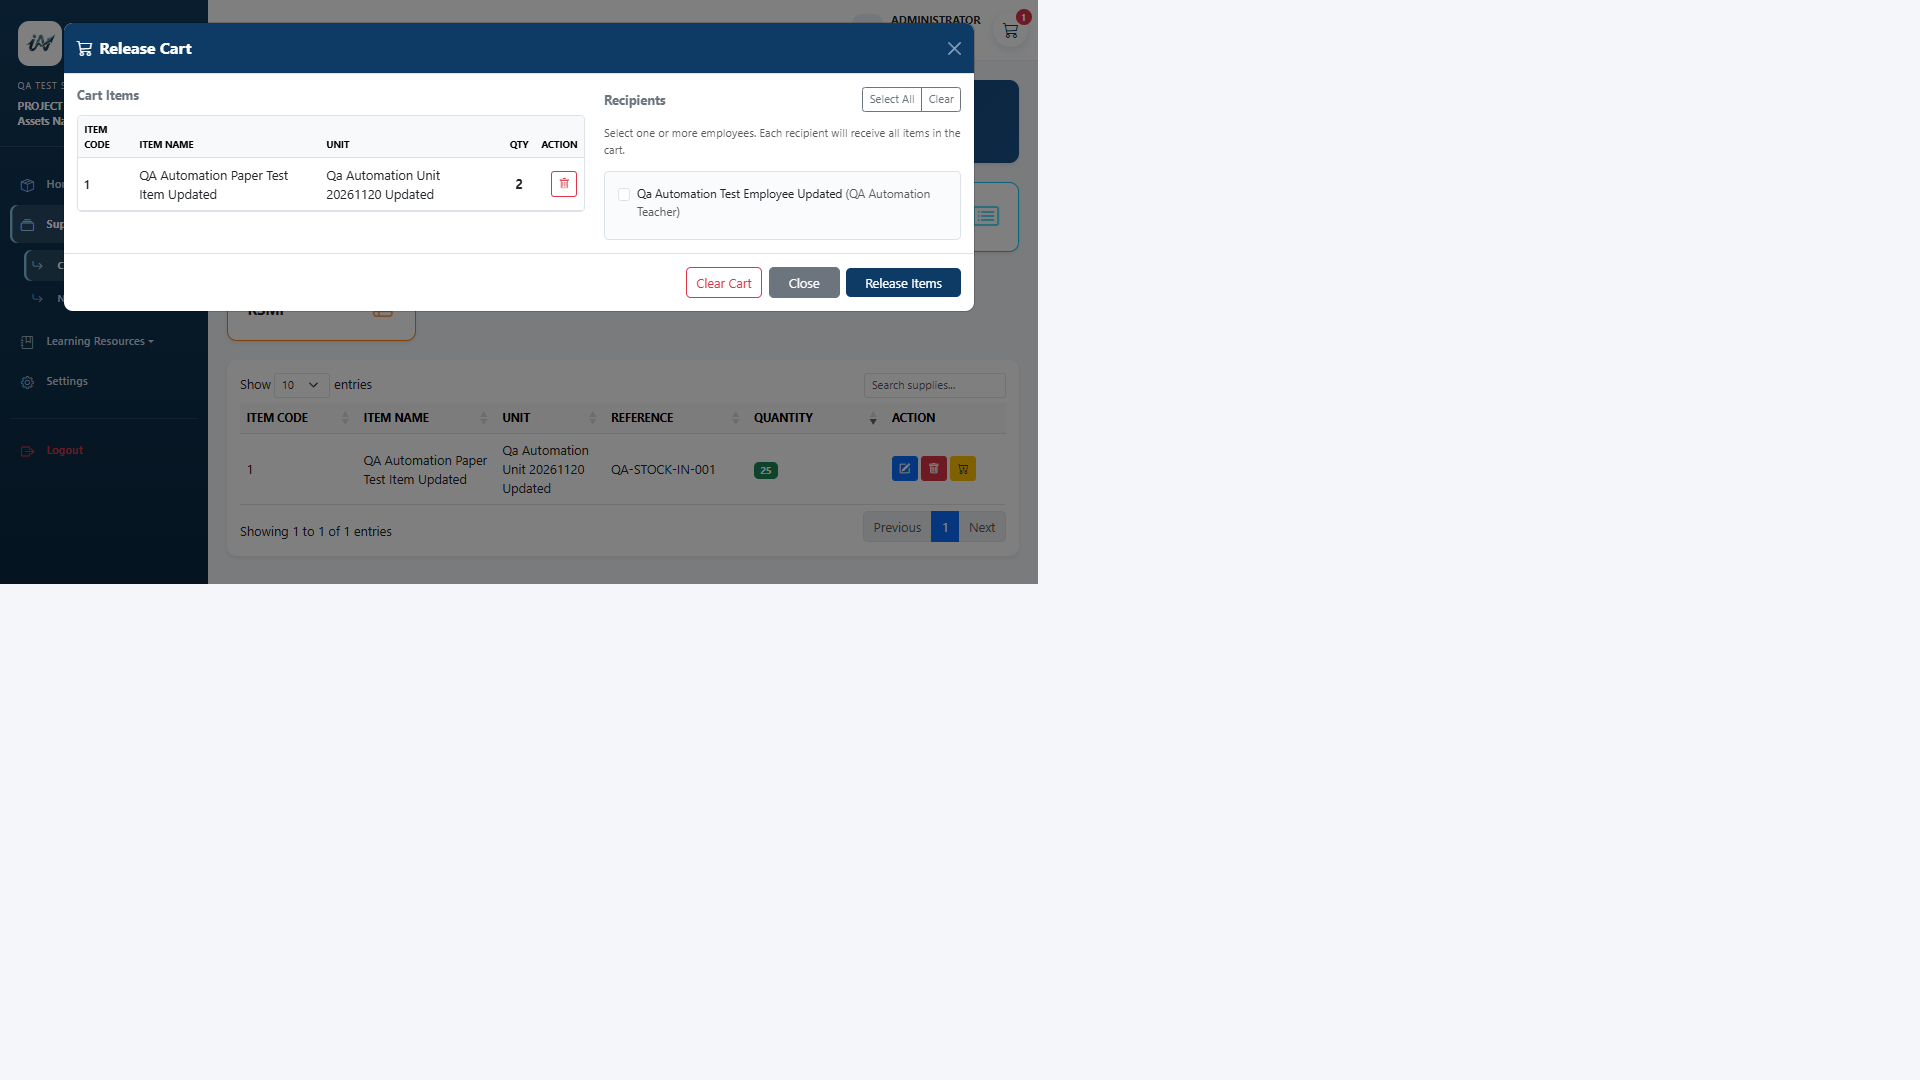 ADMINISTRATOR
1
Release Cart
QA TEST S
PROJECT
Assets Na
Cart Items
ITEM CODE
ITEM NAME
UNIT
QTY
ACTION
1
QA Automation Paper Test
Item Updated
Qa Automation Unit
20261120 Updated
2
Recipients
Select All
Clear
Select one or more employees. Each recipient will receive all items in the
cart.
Qa Automation Test Employee Updated (QA Automation
Teacher)
Clear Cart
Close
Release Items
Hor
Sup
C
N
Learning Resources
Settings
Logout
RSMI
Show 10 entries
Search supplies...
ITEM CODE
ITEM NAME
UNIT
REFERENCE
QUANTITY
ACTION
1
QA Automation Paper
Test Item Updated
Qa Automation
Unit 20261120
Updated
QA-STOCK-IN-001
25
Showing 1 to 1 of 1 entries
Previous
1
Next